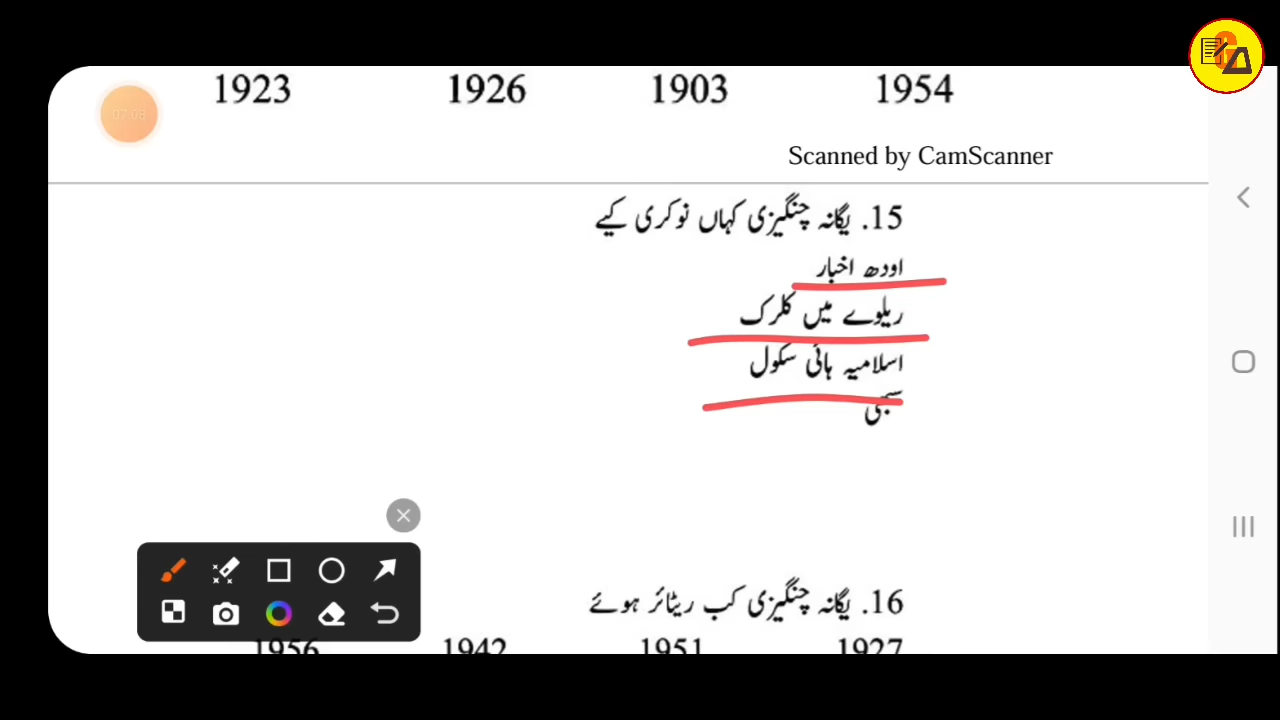 1923 1926 1903 1954
Scanned by CamScanner
15. یگانہ چنگیزی کہاں نوکری کیے
اودھ اخبار
ریلوے میں کلرک
اسلامیہ ہائی سکول
سبھی
16. یگانہ چنگیزی کب ریٹائر ہوئے
1956 1942 1951 1927